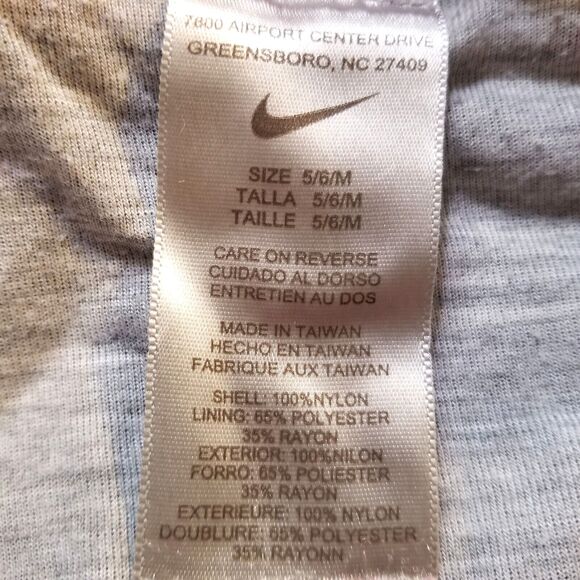 7800 AIRPORT CENTER DRIVE
GREENSBORO, NC 27409
SIZE 5/6/M
TALLA 5/6/M
TAILLE 5/6/M
CARE ON REVERSE
CUIDADO AL DORSO
ENTRETIEN AU DOS
MADE IN TAIWAN
HECHO EN TAIWAN
FABRIQUE AUX TAIWAN
SHELL: 100%NYLON
LINING: 65% POLYESTER
35% RAYON
EXTERIOR: 100%NILON
FORRO: 65% POLIESTER
35% RAYON
EXTERIEURE: 100% NYLON
DOUBLURE: 65% POLYESTER
35% RAYONN